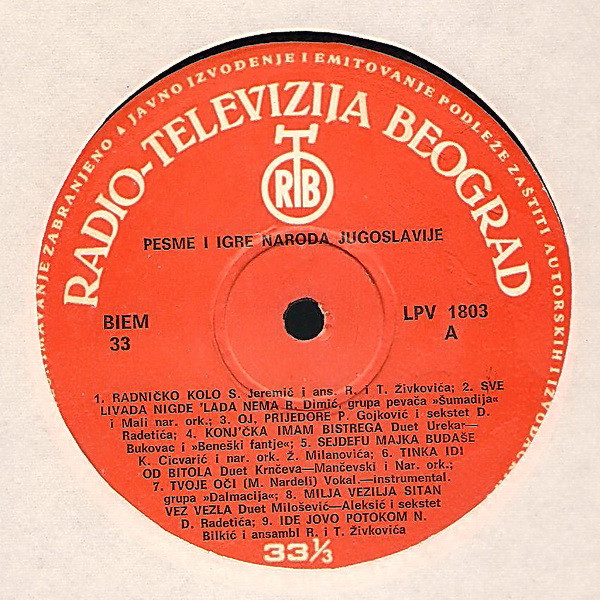 SNIMAVANJE ZABRANJENO JAVNO IZVOĐENJE I EMITOVANJE PODLEŽE ZAŠTITI AUTORSKIH I
RADIO-TELEVIZIJA BEOGRAD
RTB
PESME I IGRE NARODA JUGOSLAVIJE
BIEM
33
LPV 1803
A
1. RADNIČKO KOLO S. Jeremić i ans. R. i T. Živkovića; 2. SVE
LIVADA NIGDE 'LADA NEMA R. Dimić, grupa pevača »Šumadija«
i Mali nar. ork.; 3. OJ, PRIJEDORE P. Gojković i sekstet D.
Radetića; 4. KONJ'ČKA IMAM BISTREGA Duet Urekar—
Bukovac i »Beneški fantje«; 5. SEJDEFU MAJKA BUDAŠE
K. Cicvarić i nar. ork. Ž. Milanovića; 6. TINKA IDI
OD BITOLA Duet Krnčeva—Mančevski i Nar. ork.;
7. TVOJE OČI (M. Nardeli) Vokal.—instrumental.
grupa »Dalmacija«; 8. MILJA VEZILJA SITAN
VEZ VEZLA Duet Milošević—Aleksić i sekstet
D. Radetića; 9. IDE JOVO POTOKOM N.
Bilkić i ansambl R. i T. Živkovića
33⅓